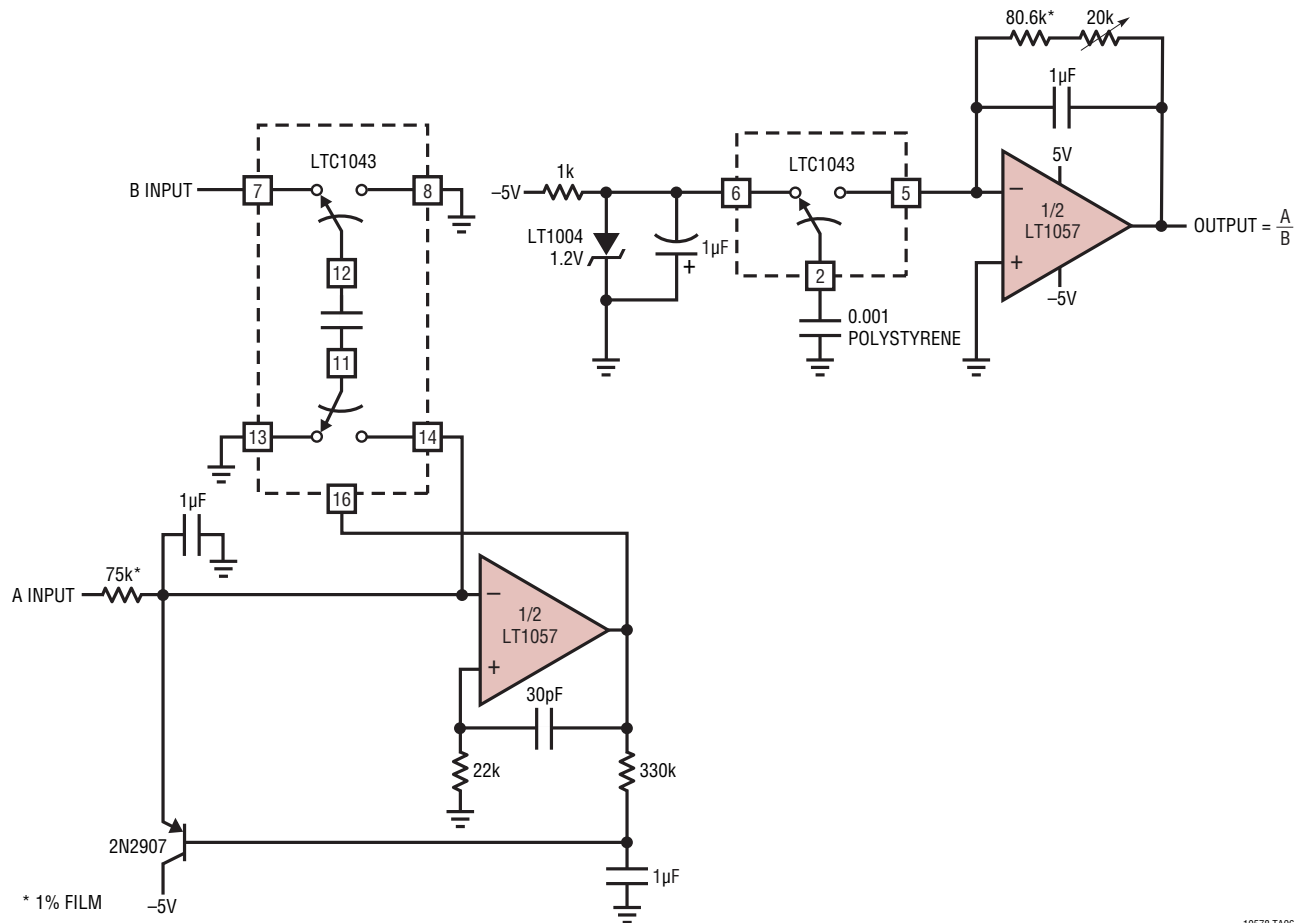 80.6k*
20k
1µF
5V
–
1/2
LT1057
+
–5V
OUTPUT = A
B
LTC1043
B INPUT
7
8
12
11
13
14
16
–5V
1k
LT1004
1.2V
1µF
+
6
LTC1043
5
2
0.001
POLYSTYRENE
1µF
75k*
A INPUT
–
1/2
LT1057
+
30pF
22k
330k
2N2907
–5V
1µF
* 1% FILM